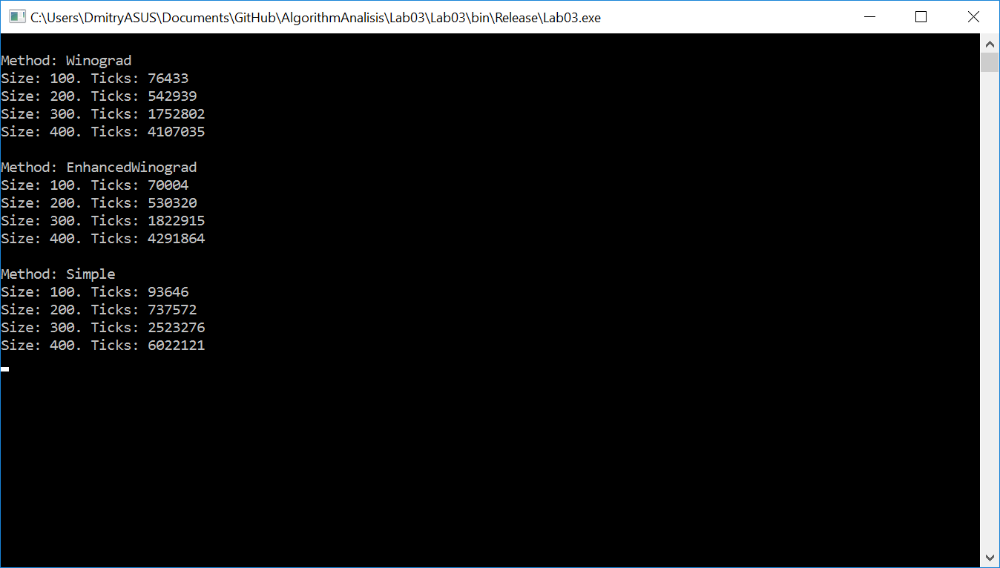 C:\Users\DmitryASUS\Documents\GitHub\AlgorithmAnalisis\Lab03\Lab03\bin\Release\Lab03.exe
Method: Winograd
Size: 100. Ticks: 76433
Size: 200. Ticks: 542939
Size: 300. Ticks: 1752802
Size: 400. Ticks: 4107035
Method: EnhancedWinograd
Size: 100. Ticks: 70004
Size: 200. Ticks: 530320
Size: 300. Ticks: 1822915
Size: 400. Ticks: 4291864
Method: Simple
Size: 100. Ticks: 93646
Size: 200. Ticks: 737572
Size: 300. Ticks: 2523276
Size: 400. Ticks: 6022121